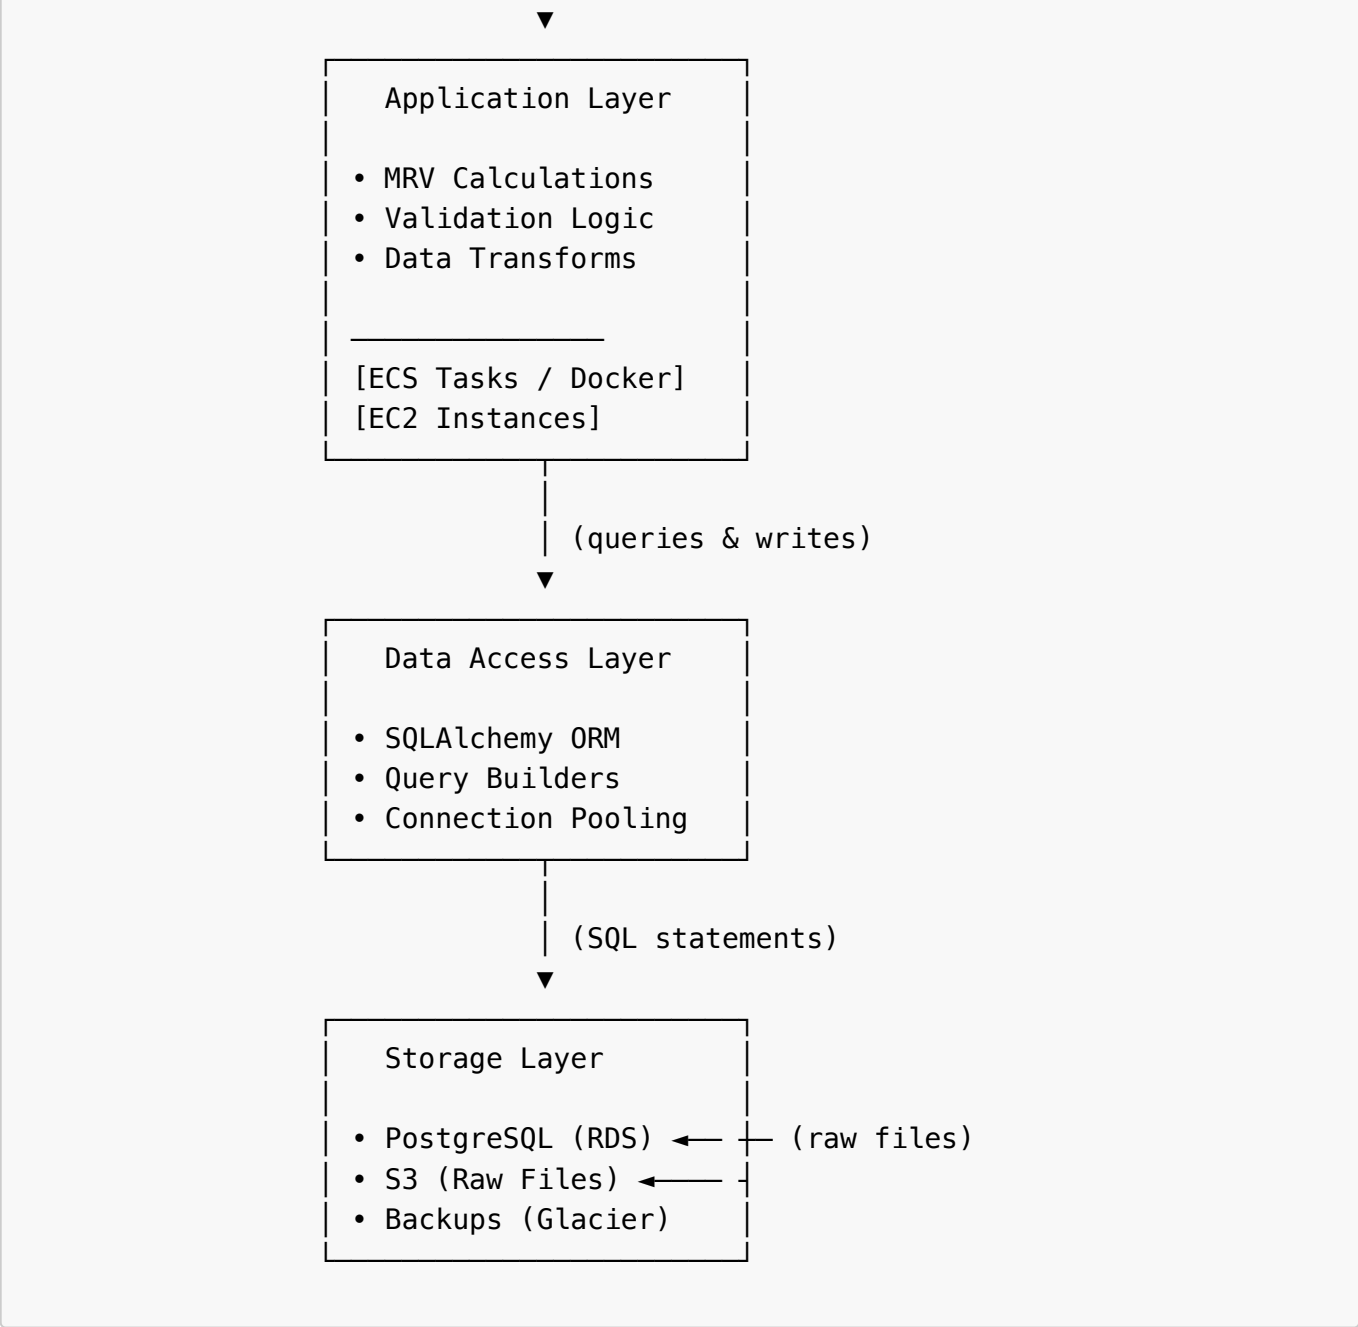 Application Layer
• MRV Calculations
• Validation Logic
• Data Transforms
[ECS Tasks / Docker]
[EC2 Instances]
(queries & writes)
Data Access Layer
• SQLAlchemy ORM
• Query Builders
• Connection Pooling
(SQL statements)
Storage Layer
• PostgreSQL (RDS) (raw files)
• S3 (Raw Files)
• Backups (Glacier)